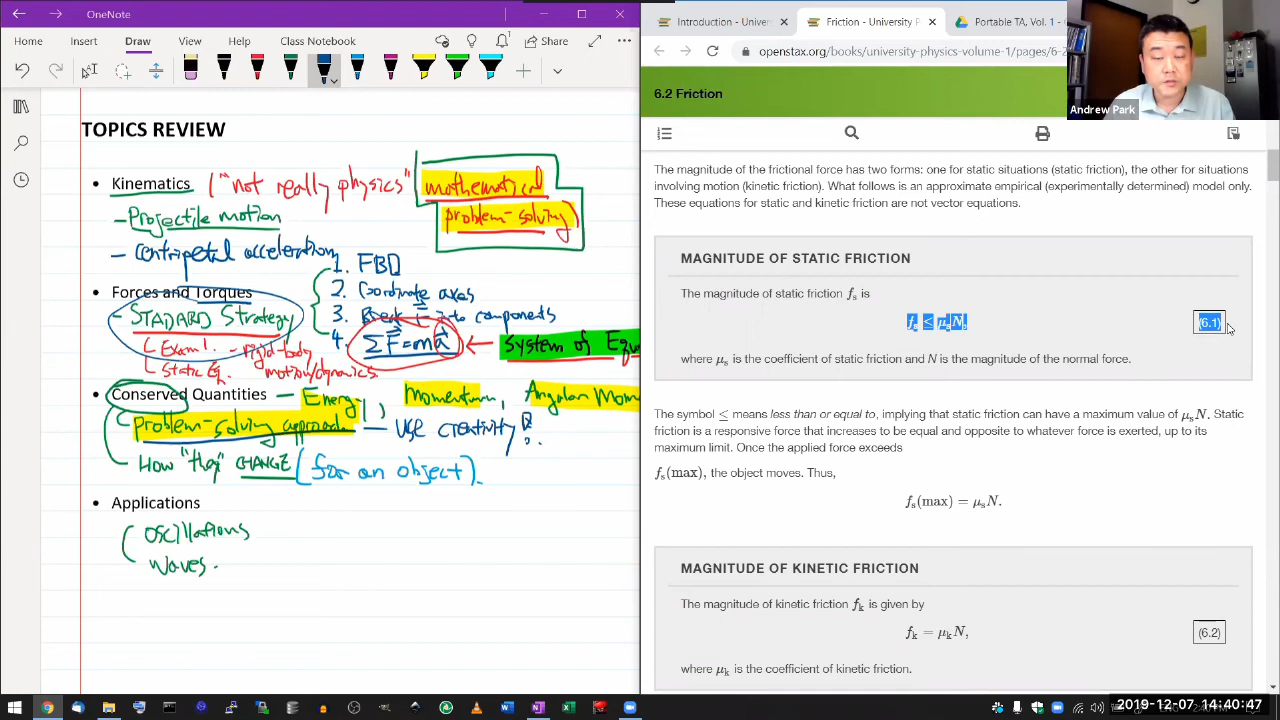 OneNote
Home
Insert
Draw
View
Help
Class Notebook
TOPICS REVIEW
• Kinematics ("not really physics" mathematical
problem-solving)
- Projectile motion
- Centripetal acceleration
• Forces and Torques
- STADARD Strategy
Exam! - rigid-body
Static Eq. motion/dynamics.
1. FBD
2. Coordinate axes
3. Break into components
4. ΣF = ma ← System of Equ
• Conserved Quantities - Energy, Momentum, Angular Mom
Problem-solving approach - USE creativity
How "they" CHANGE (for an object).
• Applications
Oscillations
Waves.
Introduction - Univer
Friction - University P
Portable TA, Vol. 1 -
openstax.org/books/university-physics-volume-1/pages/6-2
6.2 Friction
Andrew Park
The magnitude of the frictional force has two forms: one for static situations (static friction), the other for situations
involving motion (kinetic friction). What follows is an approximate empirical (experimentally determined) model only.
These equations for static and kinetic friction are not vector equations.
MAGNITUDE OF STATIC FRICTION
The magnitude of static friction fs is
fs ≤ μsN, (6.1)
where μs is the coefficient of static friction and N is the magnitude of the normal force.
The symbol ≤ means less than or equal to, implying that static friction can have a maximum value of μsN. Static
friction is a responsive force that increases to be equal and opposite to whatever force is exerted, up to its
maximum limit. Once the applied force exceeds
fs(max), the object moves. Thus,
fs(max) = μsN.
MAGNITUDE OF KINETIC FRICTION
The magnitude of kinetic friction fk is given by
fk = μkN, (6.2)
where μk is the coefficient of kinetic friction.
2019-12-07 14:40:47